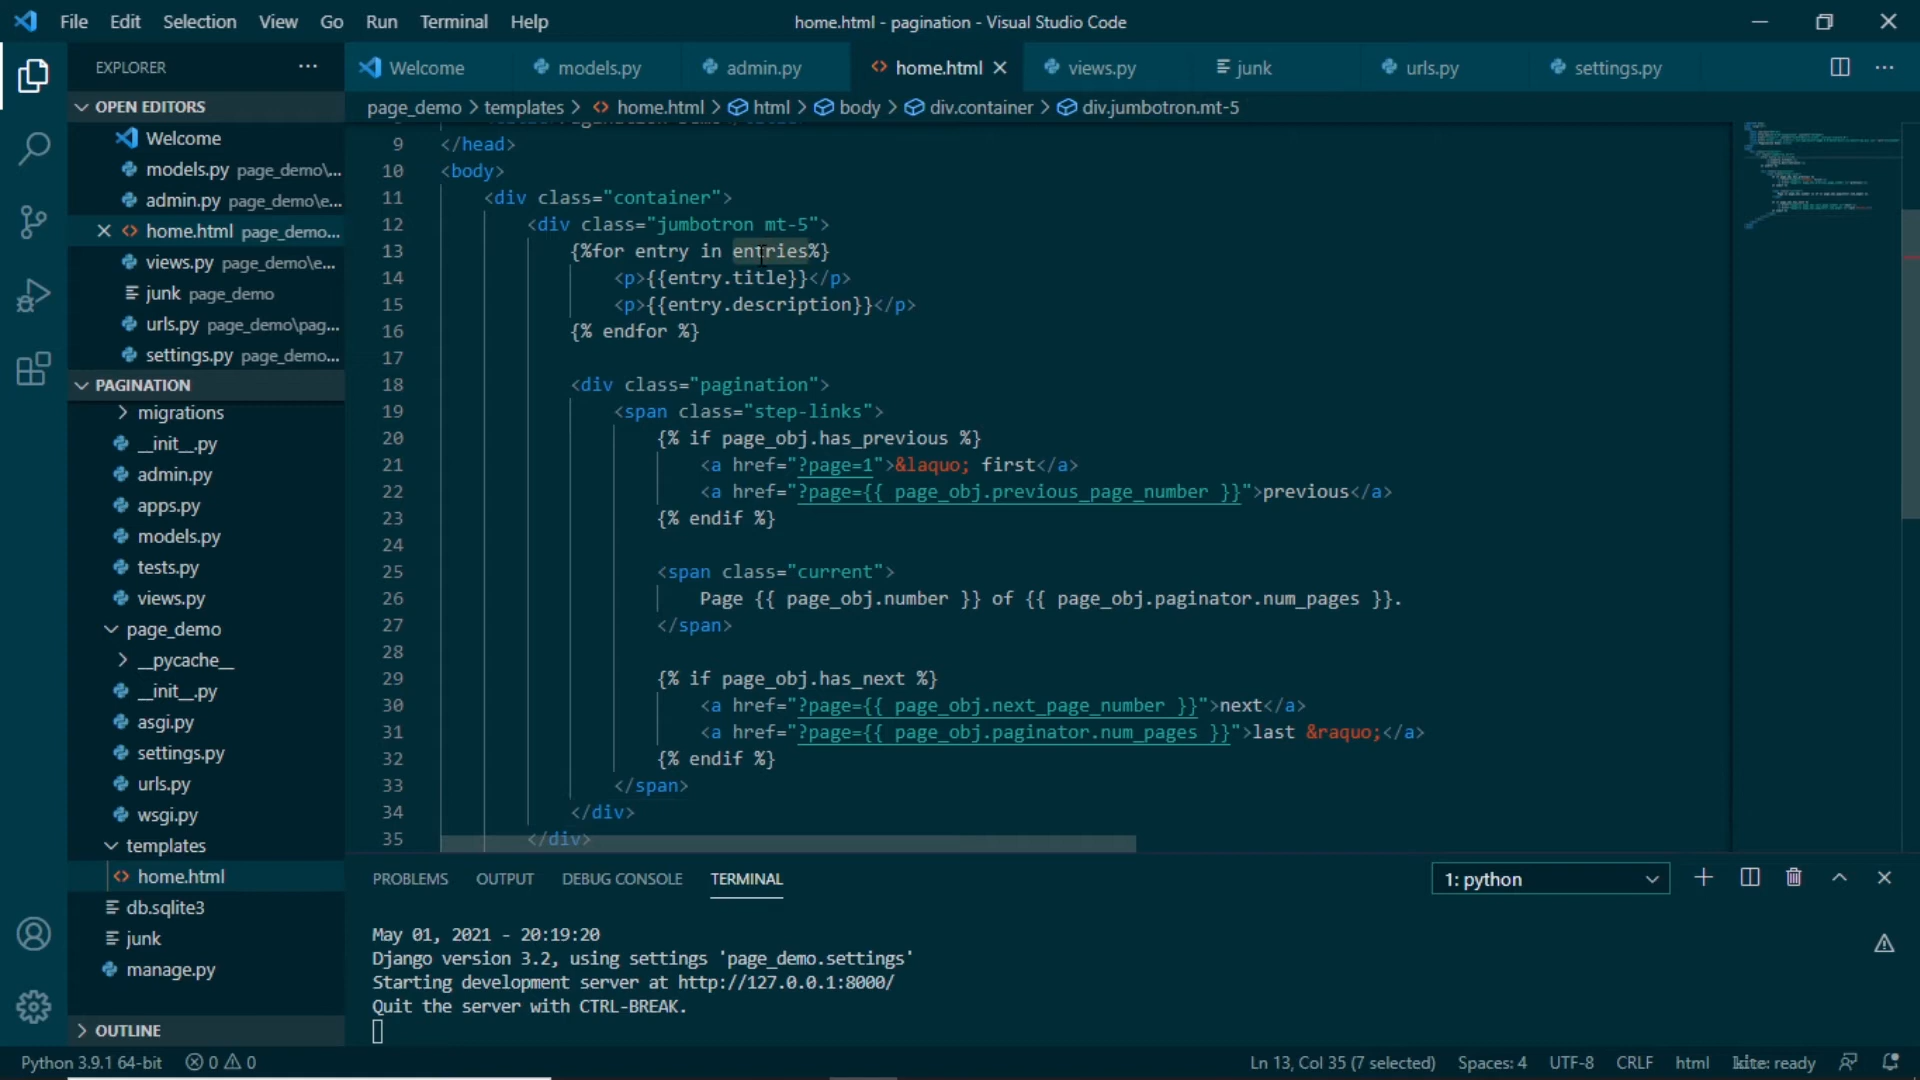 File Edit Selection View Go Run Terminal Help home.html - pagination - Visual Studio Code
EXPLORER
Welcome models.py admin.py home.html views.py junk urls.py settings.py
OPEN EDITORS
page_demo > templates > home.html > html > body > div.container > div.jumbotron.mt-5
Welcome
models.py page_demo\...
admin.py page_demo\e...
home.html page_demo...
views.py page_demo\e...
junk page_demo
urls.py page_demo\pag...
settings.py page_demo...
PAGINATION
migrations
__init__.py
admin.py
apps.py
models.py
tests.py
views.py
page_demo
__pycache__
__init__.py
asgi.py
settings.py
urls.py
wsgi.py
templates
home.html
db.sqlite3
junk
manage.py
OUTLINE
9 </head>
10 <body>
11 <div class="container">
12 <div class="jumbotron mt-5">
13 {%for entry in entries%}
14 <p>{{entry.title}}</p>
15 <p>{{entry.description}}</p>
16 {% endfor %}
17
18 <div class="pagination">
19 <span class="step-links">
20 {% if page_obj.has_previous %}
21 <a href="?page=1">&laquo; first</a>
22 <a href="?page={{ page_obj.previous_page_number }}">previous</a>
23 {% endif %}
24
25 <span class="current">
26 Page {{ page_obj.number }} of {{ page_obj.paginator.num_pages }}.
27 </span>
28
29 {% if page_obj.has_next %}
30 <a href="?page={{ page_obj.next_page_number }}">next</a>
31 <a href="?page={{ page_obj.paginator.num_pages }}">last &raquo;</a>
32 {% endif %}
33 </span>
34 </div>
35 </div>
PROBLEMS OUTPUT DEBUG CONSOLE TERMINAL 1: python
May 01, 2021 - 20:19:20
Django version 3.2, using settings 'page_demo.settings'
Starting development server at http://127.0.0.1:8000/
Quit the server with CTRL-BREAK.
Python 3.9.1 64-bit 0 0 Ln 13, Col 35 (7 selected) Spaces: 4 UTF-8 CRLF html kite: ready